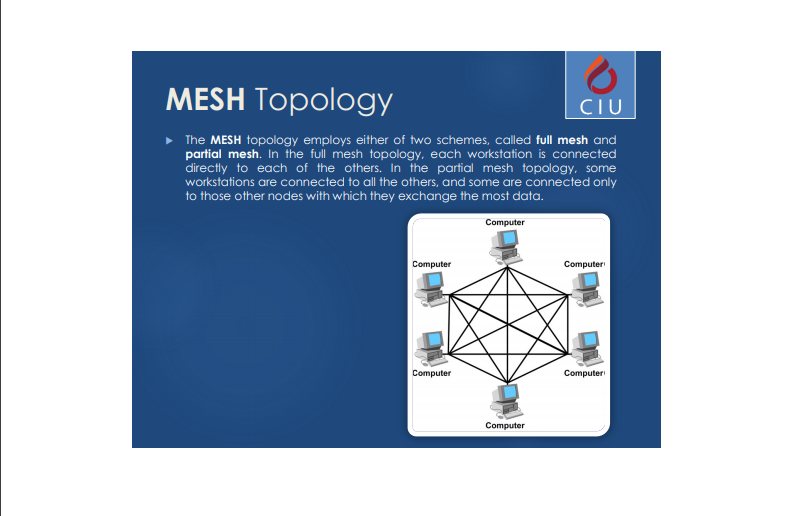 MESH Topology
CIU
The MESH topology employs either of two schemes, called full mesh and
partial mesh. In the full mesh topology, each workstation is connected
directly to each of the others. In the partial mesh topology, some
workstations are connected to all the others, and some are connected only
to those other nodes with which they exchange the most data.
Computer
Computer
Computer
Computer
Computer
Computer